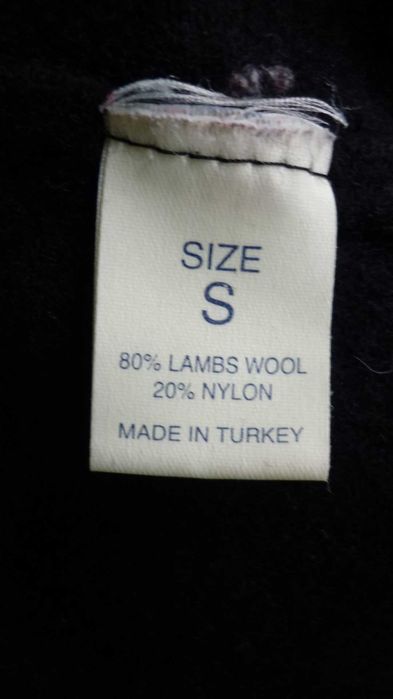 SIZE
S
80% LAMBS WOOL
20% NYLON
MADE IN TURKEY